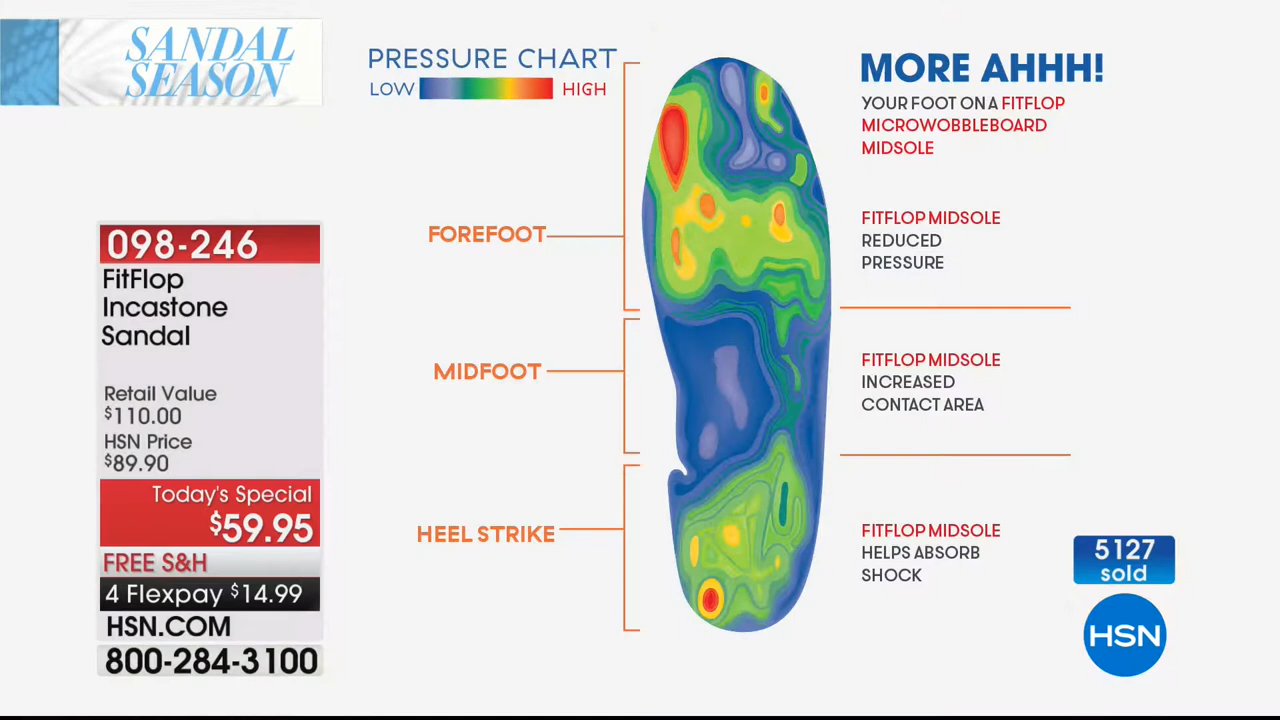 SANDAL
SEASON
PRESSURE CHART
LOW HIGH
MORE AHHH!
YOUR FOOT ON A FITFLOP
MICROWOBBLEBOARD
MIDSOLE
FOREFOOT
FITFLOP MIDSOLE
REDUCED
PRESSURE
MIDFOOT
FITFLOP MIDSOLE
INCREASED
CONTACT AREA
HEEL STRIKE
FITFLOP MIDSOLE
HELPS ABSORB
SHOCK
098-246
FitFlop
Incastone
Sandal
Retail Value
$110.00
HSN Price
$89.90
Today's Special
$59.95
FREE S&H
4 Flexpay $14.99
HSN.COM
800-284-3100
5127
sold
HSN